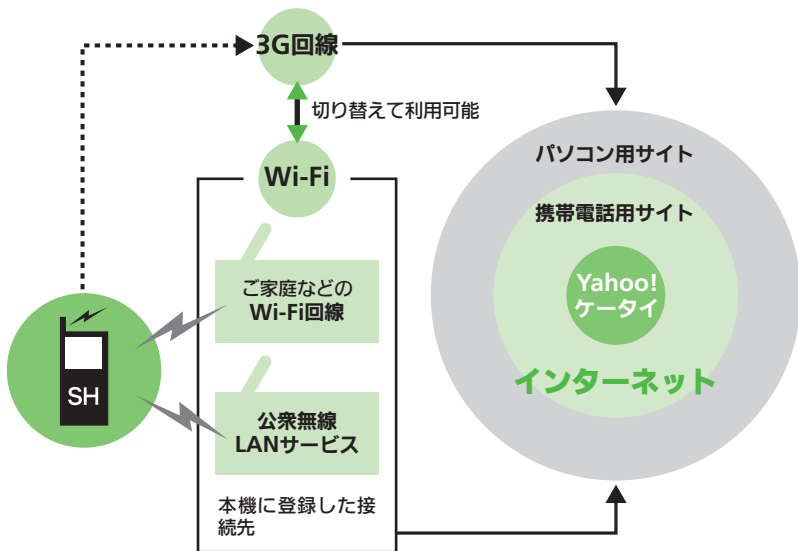 3G回線
切り替えて利用可能
Wi-Fi
ご家庭などの
Wi-Fi回線
公衆無線
LANサービス
本機に登録した接
続先
SH
パソコン用サイト
携帯電話用サイト
Yahoo!
ケータイ
インターネット